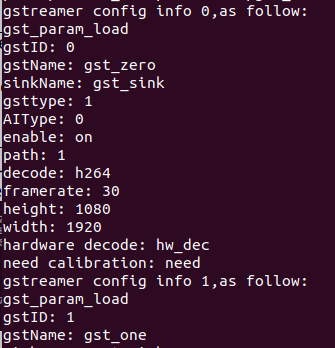 gstreamer config info 0,as follow:
gst_param_load
gstID: 0
gstName: gst_zero
sinkName: gst_sink
gsttype: 1
AIType: 0
enable: on
path: 1
decode: h264
framerate: 30
height: 1080
width: 1920
hardware decode: hw_dec
need calibration: need
gstreamer config info 1,as follow:
gst_param_load
gstID: 1
gstName: gst_one